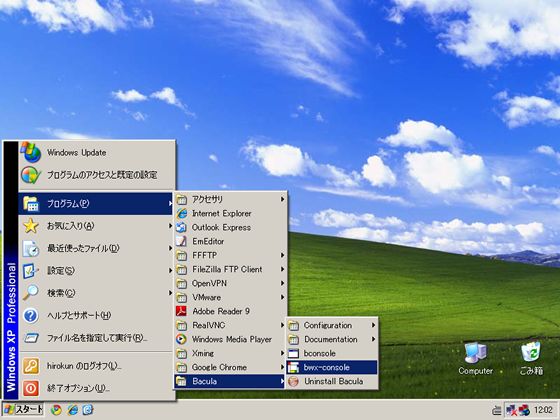 Windows Update
プログラムのアクセスと既定の設定
プログラム(P)
お気に入り(A)
最近使ったファイル(D)
設定(S)
検索(C)
ヘルプとサポート(H)
ファイル名を指定して実行(R)...
hirokun のログオフ(L)...
終了オプション(U)...
Windows XP Professional
アクセサリ
Internet Explorer
Outlook Express
EmEditor
FFFTP
FileZilla FTP Client
OpenVPN
VMware
Adobe Reader 9
RealVNC
Windows Media Player
Xming
Google Chrome
Bacula
Configuration
Documentation
bconsole
bwx-console
Uninstall Bacula
Computer
ごみ箱
スタート
12:02